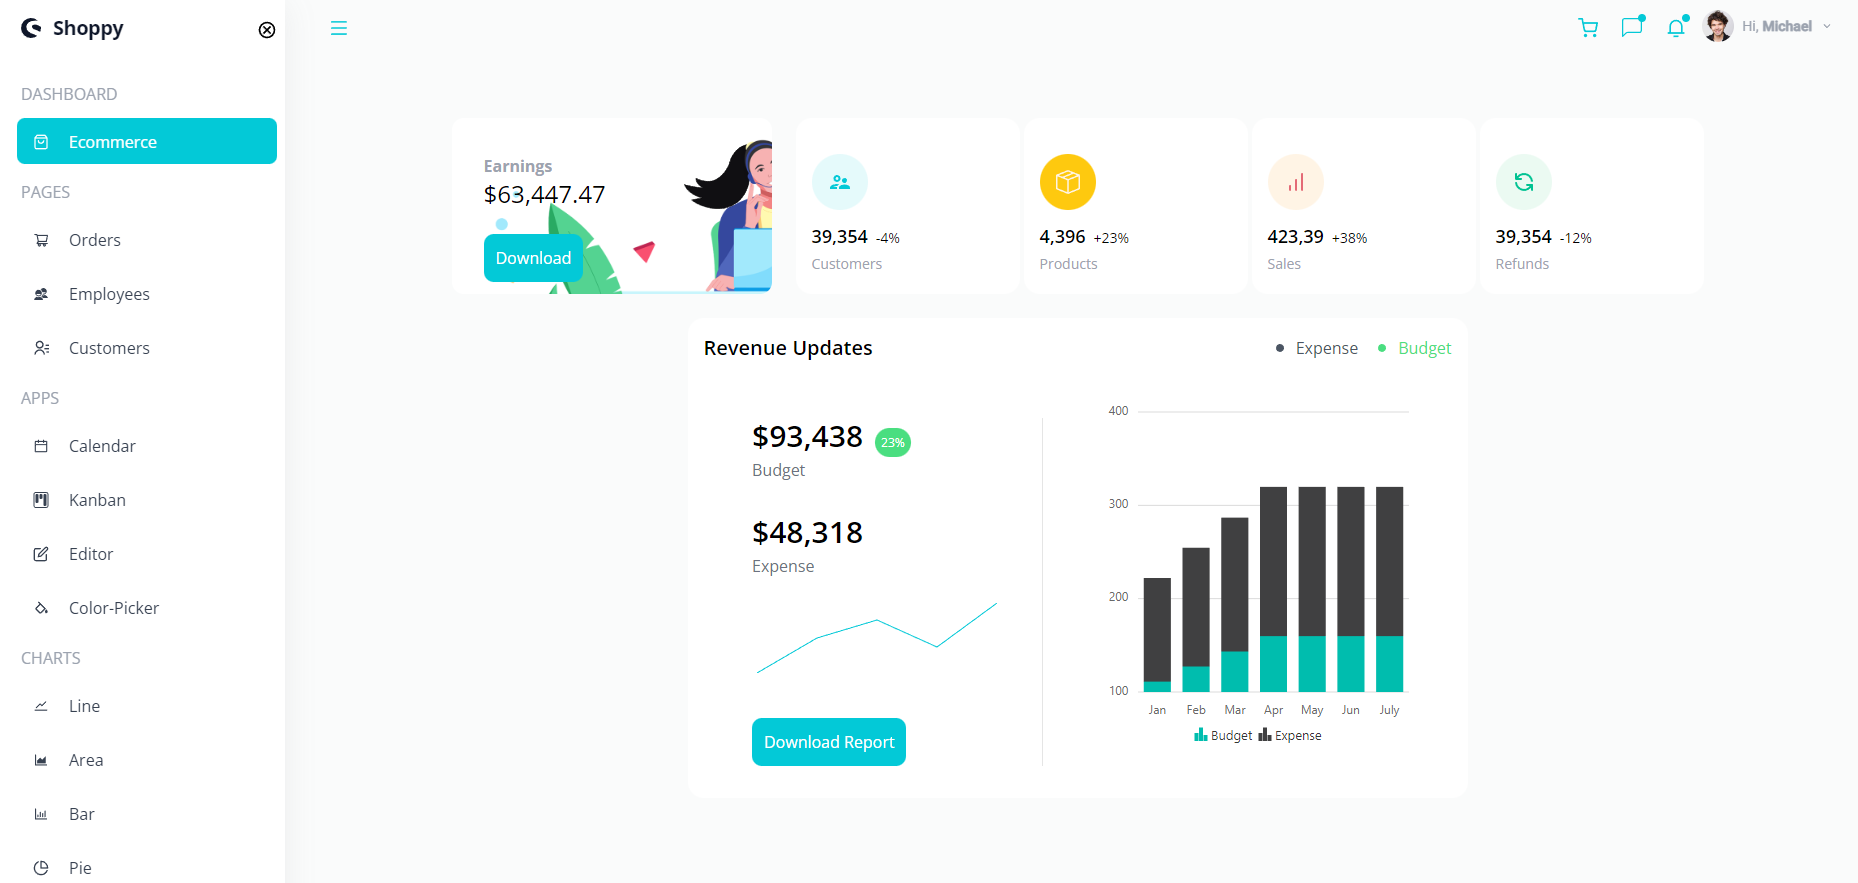 Shoppy
Hi, Michael
DASHBOARD
Ecommerce
PAGES
Orders
Employees
Customers
APPS
Calendar
Kanban
Editor
Color-Picker
CHARTS
Line
Area
Bar
Pie
Earnings
$63,447.47
Download
39,354 -4%
Customers
4,396 +23%
Products
423,39 +38%
Sales
39,354 -12%
Refunds
Revenue Updates
Expense Budget
$93,438 23%
Budget
$48,318
Expense
Download Report
400
300
200
100
Jan Feb Mar Apr May Jun July
Budget Expense